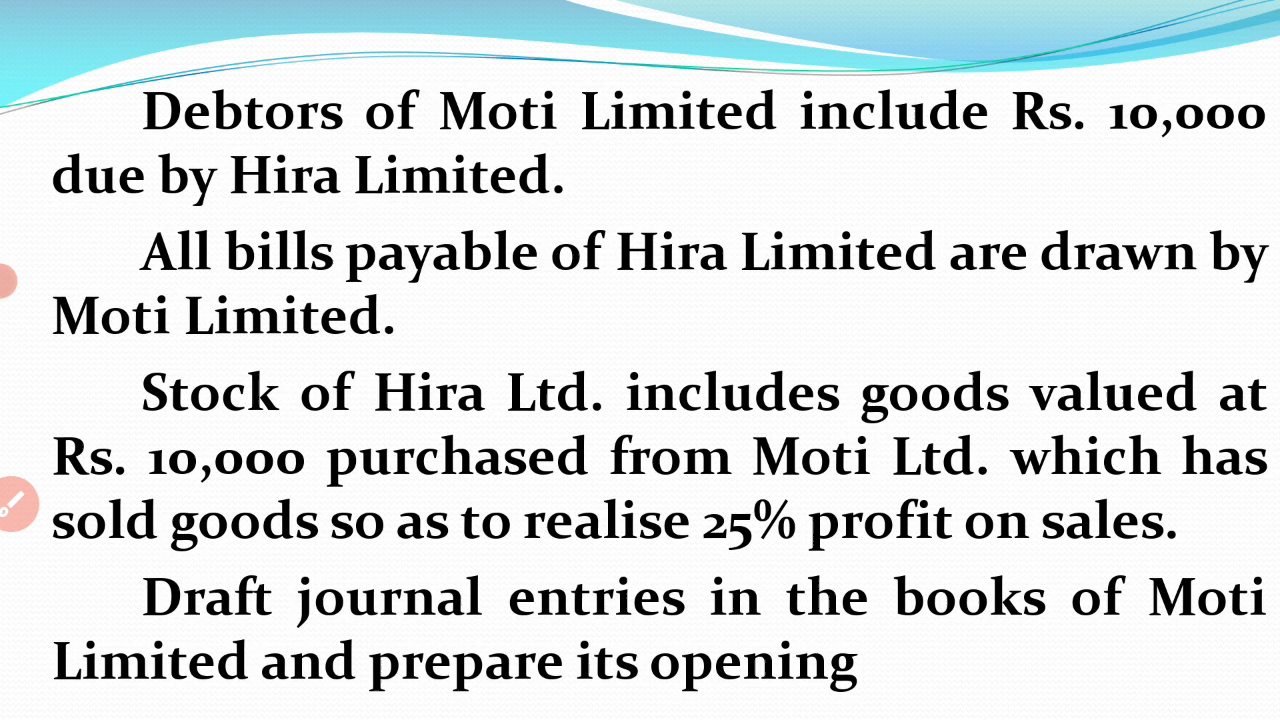 Debtors of Moti Limited include Rs. 10,000
due by Hira Limited.
All bills payable of Hira Limited are drawn by
Moti Limited.
Stock of Hira Ltd. includes goods valued at
Rs. 10,000 purchased from Moti Ltd. which has
sold goods so as to realise 25% profit on sales.
Draft journal entries in the books of Moti
Limited and prepare its opening